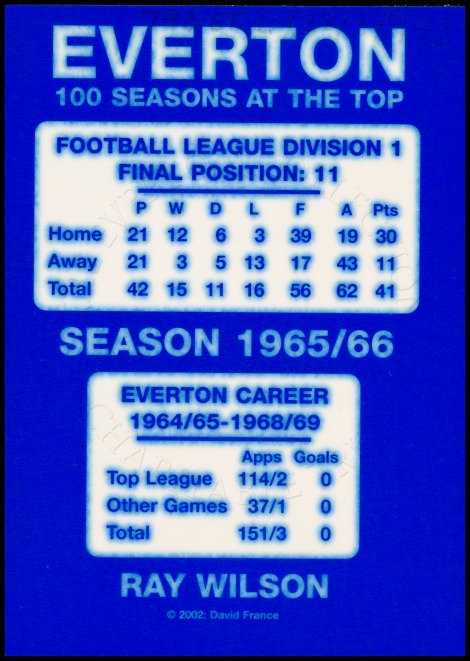 EVERTON
100 SEASONS AT THE TOP
FOOTBALL LEAGUE DIVISION 1
FINAL POSITION: 11
P W D L F A Pts
Home 21 12 6 3 39 19 30
Away 21 3 5 13 17 43 11
Total 42 15 11 16 56 62 41
SEASON 1965/66
EVERTON CAREER
1964/65-1968/69
Apps Goals
Top League 114/2 0
Other Games 37/1 0
Total 151/3 0
RAY WILSON
© 2002: David France